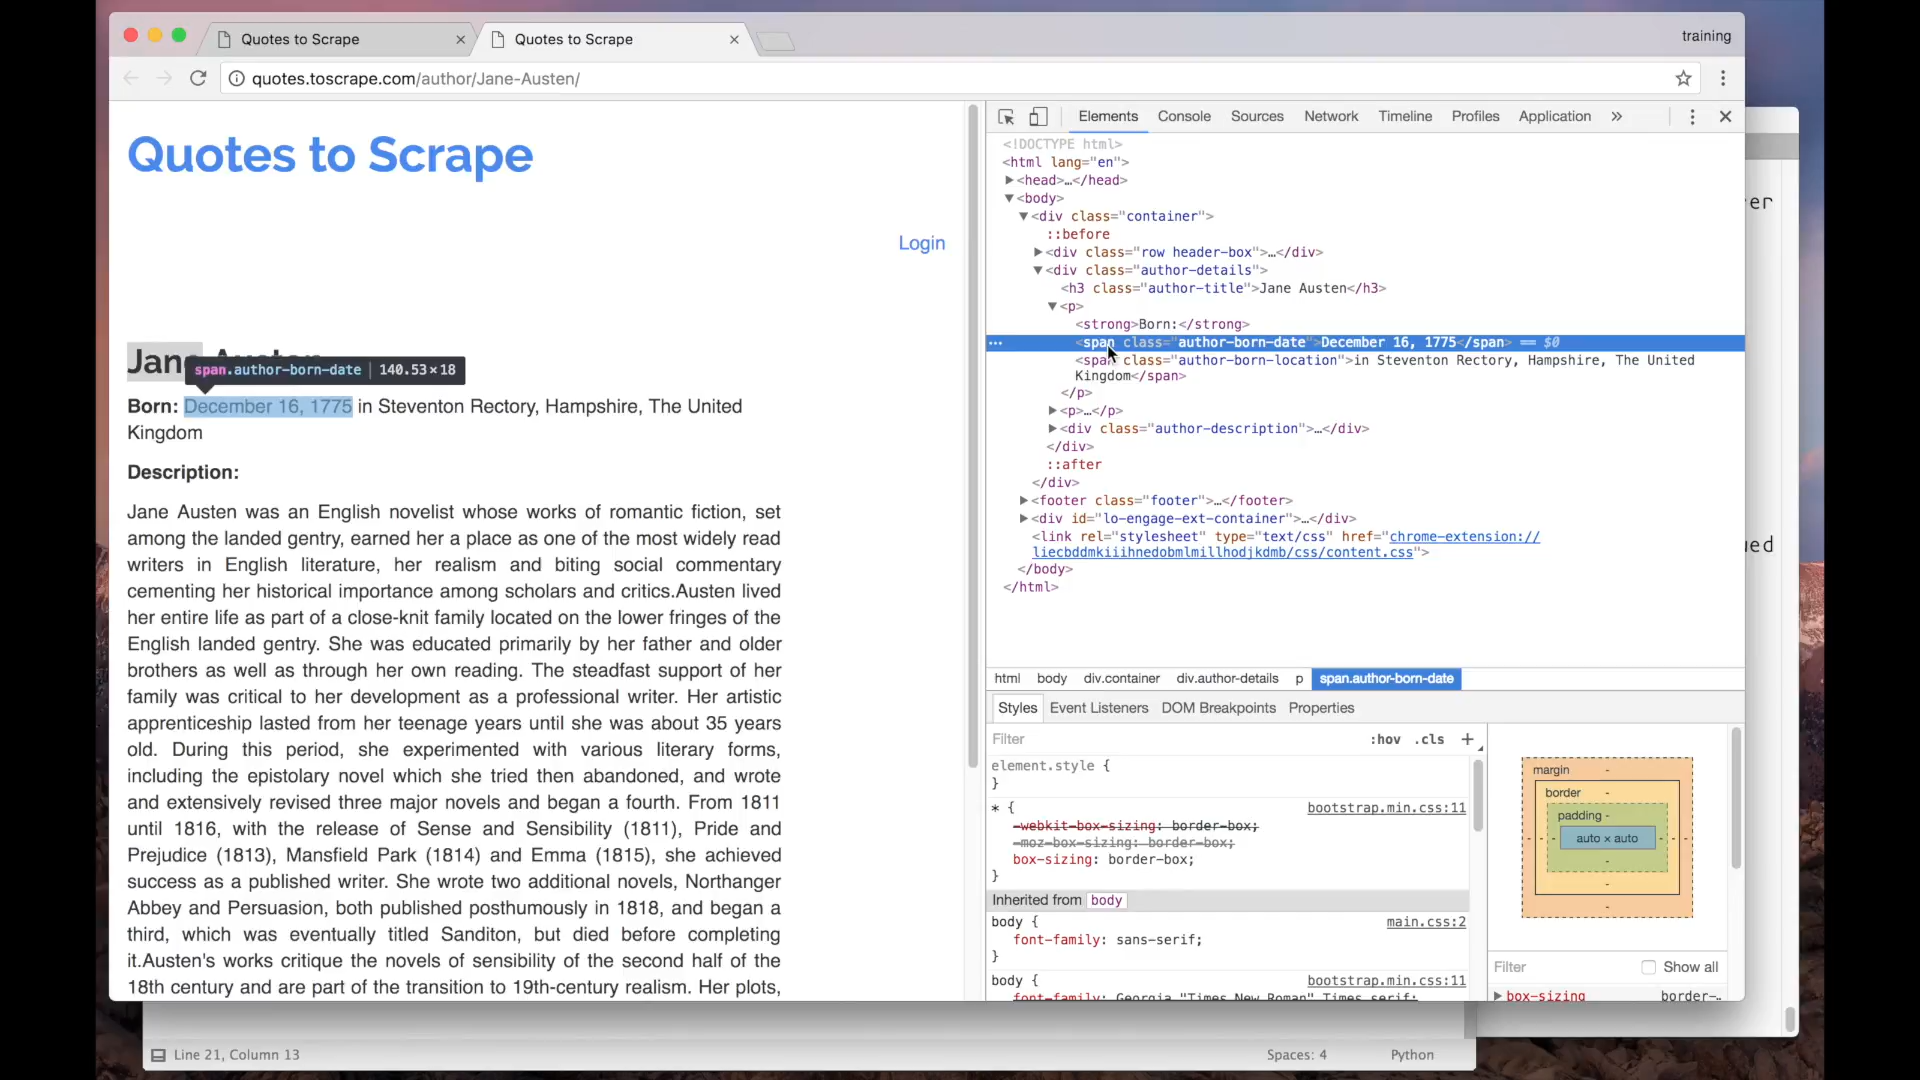 Quotes to Scrape
Quotes to Scrape
training
quotes.toscrape.com/author/Jane-Austen/
Quotes to Scrape
Login
span.author-born-date | 140.53×18
Born: December 16, 1775 in Steventon Rectory, Hampshire, The United
Kingdom
Description:
Jane Austen was an English novelist whose works of romantic fiction, set
among the landed gentry, earned her a place as one of the most widely read
writers in English literature, her realism and biting social commentary
cementing her historical importance among scholars and critics.Austen lived
her entire life as part of a close-knit family located on the lower fringes of the
English landed gentry. She was educated primarily by her father and older
brothers as well as through her own reading. The steadfast support of her
family was critical to her development as a professional writer. Her artistic
apprenticeship lasted from her teenage years until she was about 35 years
old. During this period, she experimented with various literary forms,
including the epistolary novel which she tried then abandoned, and wrote
and extensively revised three major novels and began a fourth. From 1811
until 1816, with the release of Sense and Sensibility (1811), Pride and
Prejudice (1813), Mansfield Park (1814) and Emma (1815), she achieved
success as a published writer. She wrote two additional novels, Northanger
Abbey and Persuasion, both published posthumously in 1818, and began a
third, which was eventually titled Sanditon, but died before completing
it.Austen's works critique the novels of sensibility of the second half of the
18th century and are part of the transition to 19th-century realism. Her plots,
Elements Console Sources Network Timeline Profiles Application »
<!DOCTYPE html>
<html lang="en">
<head>…</head>
<body>
<div class="container">
::before
<div class="row header-box">…</div>
<div class="author-details">
<h3 class="author-title">Jane Austen</h3>
<p>
<strong>Born:</strong>
<span class="author-born-date">December 16, 1775</span> == $0
<span class="author-born-location">in Steventon Rectory, Hampshire, The United
Kingdom</span>
</p>
<p>…</p>
<div class="author-description">…</div>
</div>
::after
</div>
<footer class="footer">…</footer>
<div id="lo-engage-ext-container">…</div>
<link rel="stylesheet" type="text/css" href="chrome-extension://
liecbddmkiiihnedobmlmillhodjkdmb/css/content.css">
</body>
</html>
html body div.container div.author-details p span.author-born-date
Styles Event Listeners DOM Breakpoints Properties
Filter :hov .cls +
element.style {
}
* { bootstrap.min.css:11
-webkit-box-sizing: border-box;
-moz-box-sizing: border-box;
box-sizing: border-box;
}
Inherited from body
body { main.css:2
font-family: sans-serif;
}
body { bootstrap.min.css:11
font-family: Georgia "Times New Roman" Times serif;
margin -
border -
padding -
auto × auto
Filter Show all
box-sizing border-…
Line 21, Column 13
Spaces: 4 Python